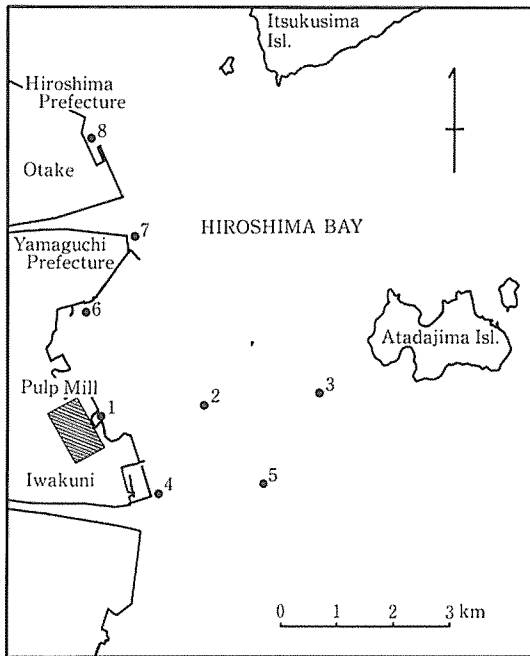 Itsukusima
Isl.
Hiroshima
Prefecture
8
Otake
7
HIROSHIMA BAY
Yamaguchi
Prefecture
6
Atadajima Isl.
Pulp Mill
1
2
3
Iwakuni
4
5
0 1 2 3 km